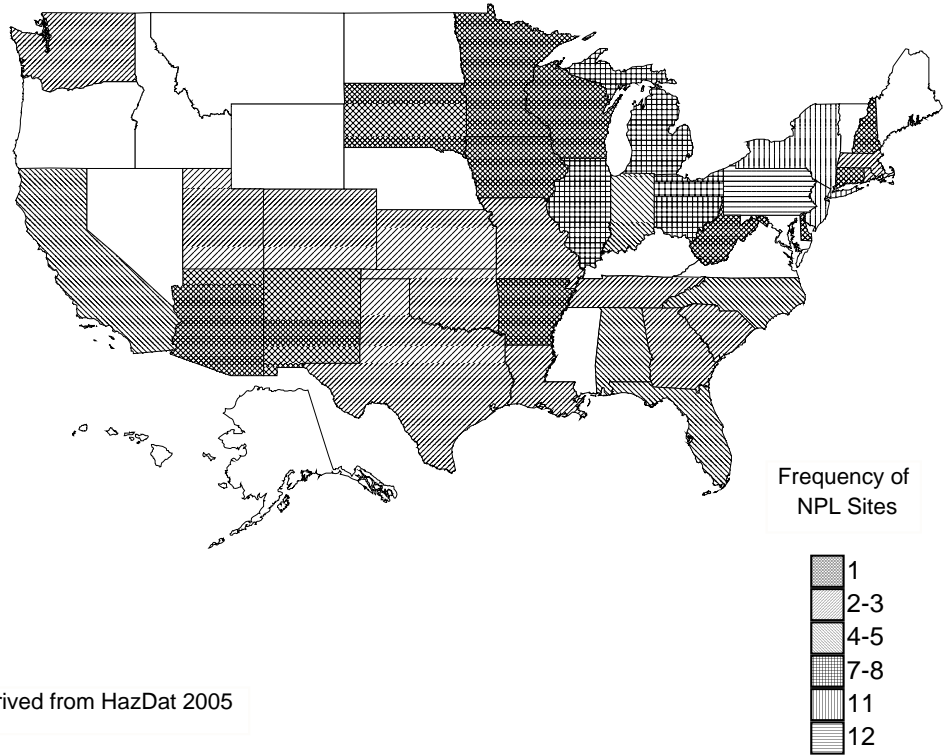 Frequency of
NPL Sites
1
2-3
4-5
7-8
11
12
rived from HazDat 2005